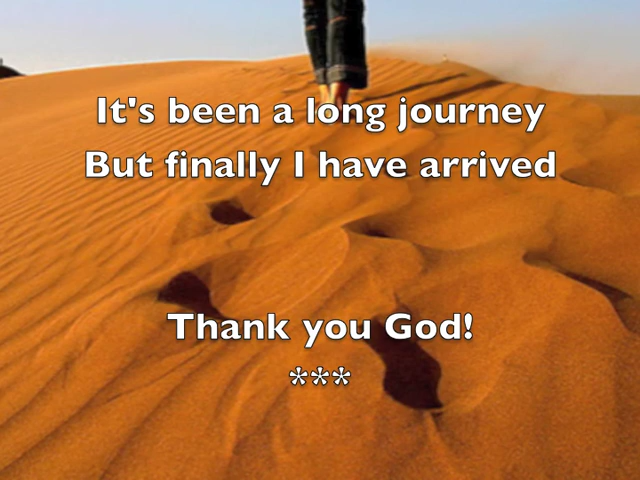 It's been a long journey
But finally I have arrived
Thank you God!
***